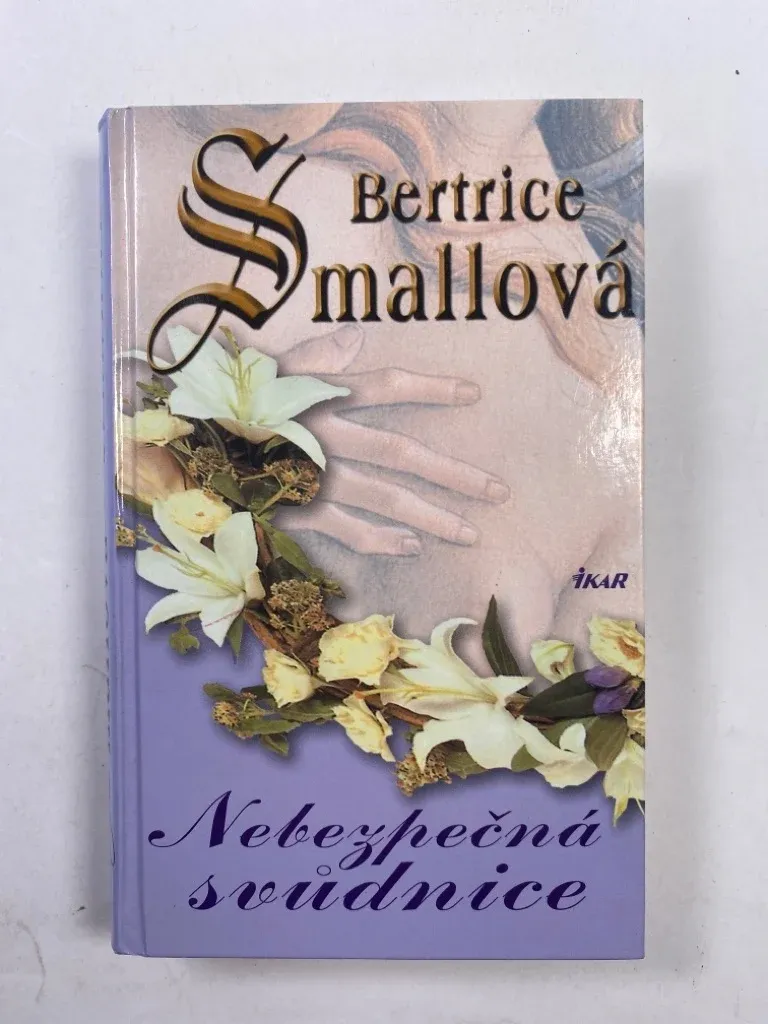 Bertrice
Smallová
iKAR
Nebezpečná
svůdnice